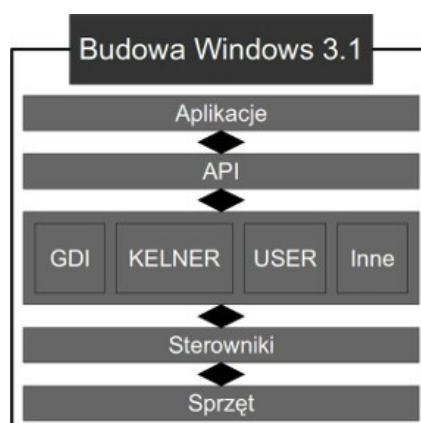 Budowa Windows 3.1
Aplikacje
API
GDI KELNER USER Inne
Sterowniki
Sprzęt